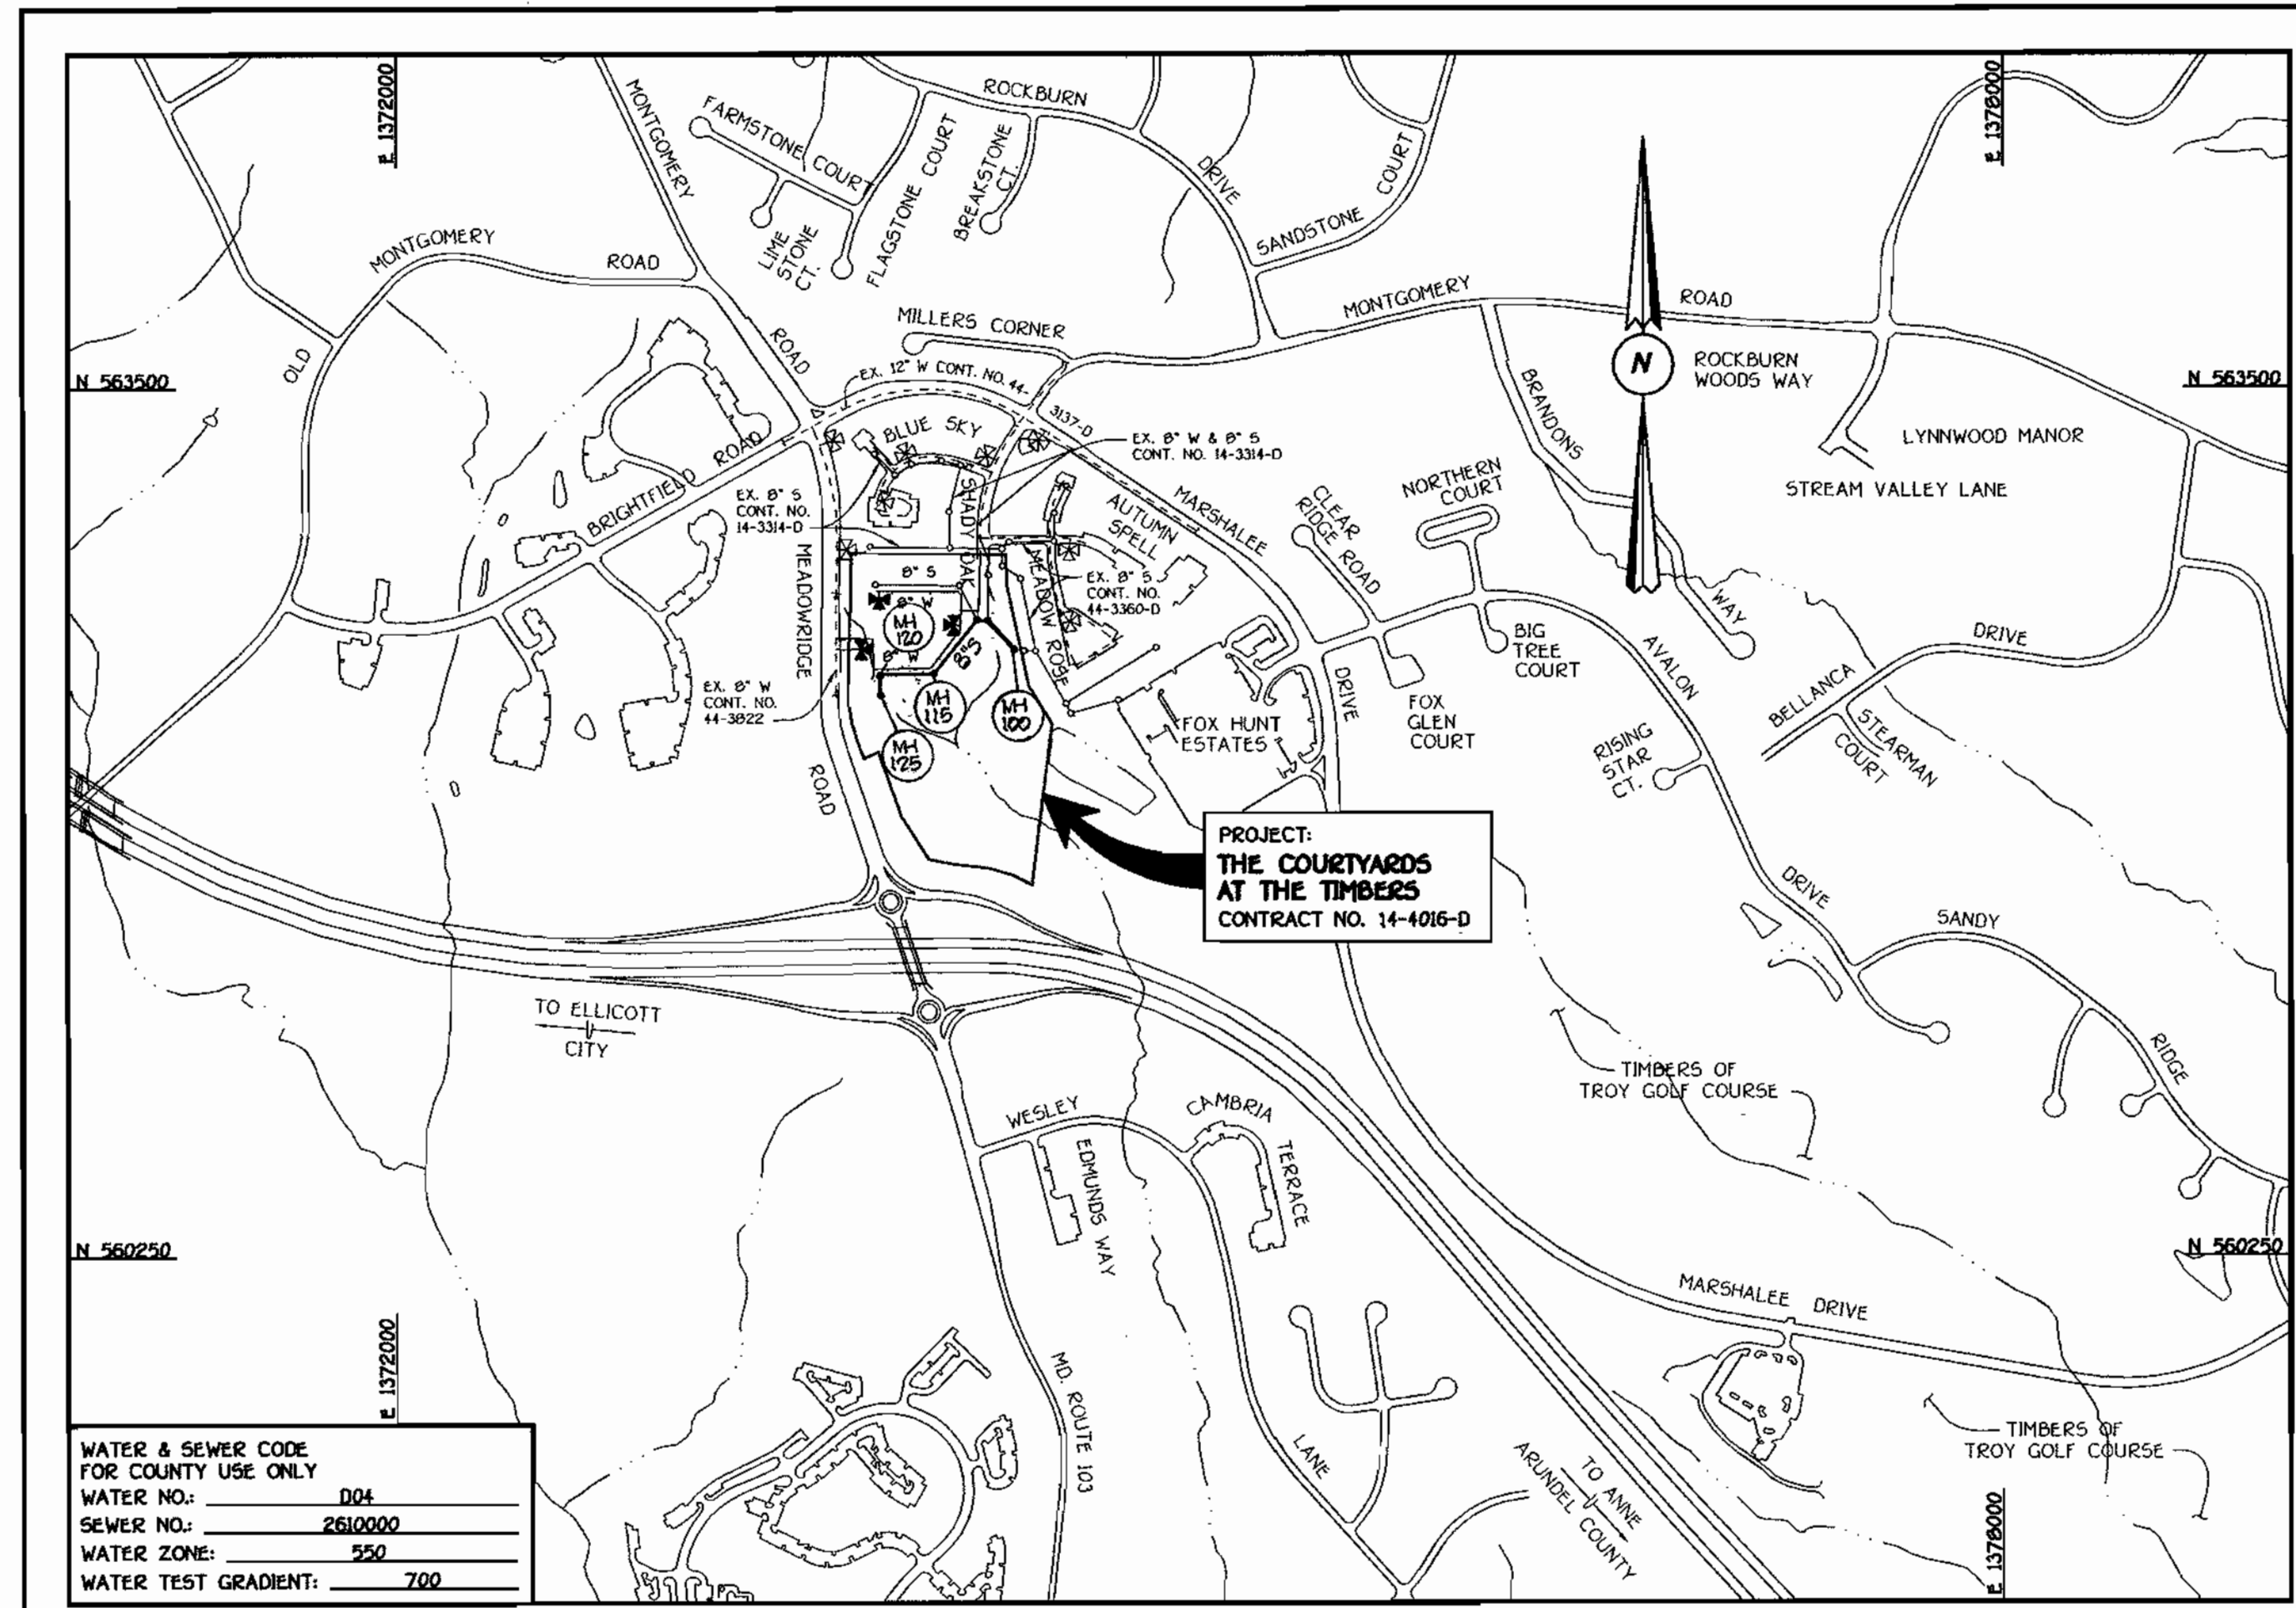 E 1372000
E 1378000
MONTGOMERY
FARMSTONE COURT
ROCKBURN
DRIVE
FLAGSTONE COURT
BREAKSTONE
CT.
LIME
STONE
CT.
SANDSTONE
COURT
MONTGOMERY
ROAD
ROAD
OLD
MILLERS CORNER
MONTGOMERY
ROAD
N 563500
N 563500
N
ROCKBURN
WOODS WAY
EX. 12" W CONT. NO. 44-
3137-D
BLUE SKY
EX. 8" W & 8" S
CONT. NO. 14-3314-D
BRANDONS
WAY
LYNNWOOD MANOR
STREAM VALLEY LANE
BRIGHTFIELD
ROAD
EX. 8" S
CONT. NO.
14-3314-D
SHADY
OAK
AUTUMN
SPELL
MARSHALEE
DRIVE
CLEAR
RIDGE ROAD
NORTHERN
COURT
MEADOWRIDGE
ROAD
8" S
8" W
MH
120
8" W
8"S
MEADOW
ROSE
EX. 8" S
CONT. NO.
44-3360-D
EX. 8" W
CONT. NO.
44-3822
MH
115
MH
100
MH
125
FOX HUNT
ESTATES
FOX
GLEN
COURT
BIG
TREE
COURT
AVALON
DRIVE
RISING
STAR
CT.
BELLANCA
DRIVE
STEARMAN
COURT
PROJECT:
THE COURTYARDS
AT THE TIMBERS
CONTRACT NO. 14-4016-D
SANDY
RIDGE
TO ELLICOTT
CITY
TIMBERS OF
TROY GOLF COURSE
WESLEY
LANE
EDMUNDS WAY
CAMBRIA
TERRACE
N 560250
N 560250
MARSHALEE DRIVE
MD. ROUTE 103
TO ANNE
ARUNDEL COUNTY
TIMBERS OF
TROY GOLF COURSE
E 1372000
E 1378000
WATER & SEWER CODE
FOR COUNTY USE ONLY
WATER NO.: D04
SEWER NO.: 2610000
WATER ZONE: 550
WATER TEST GRADIENT: 700